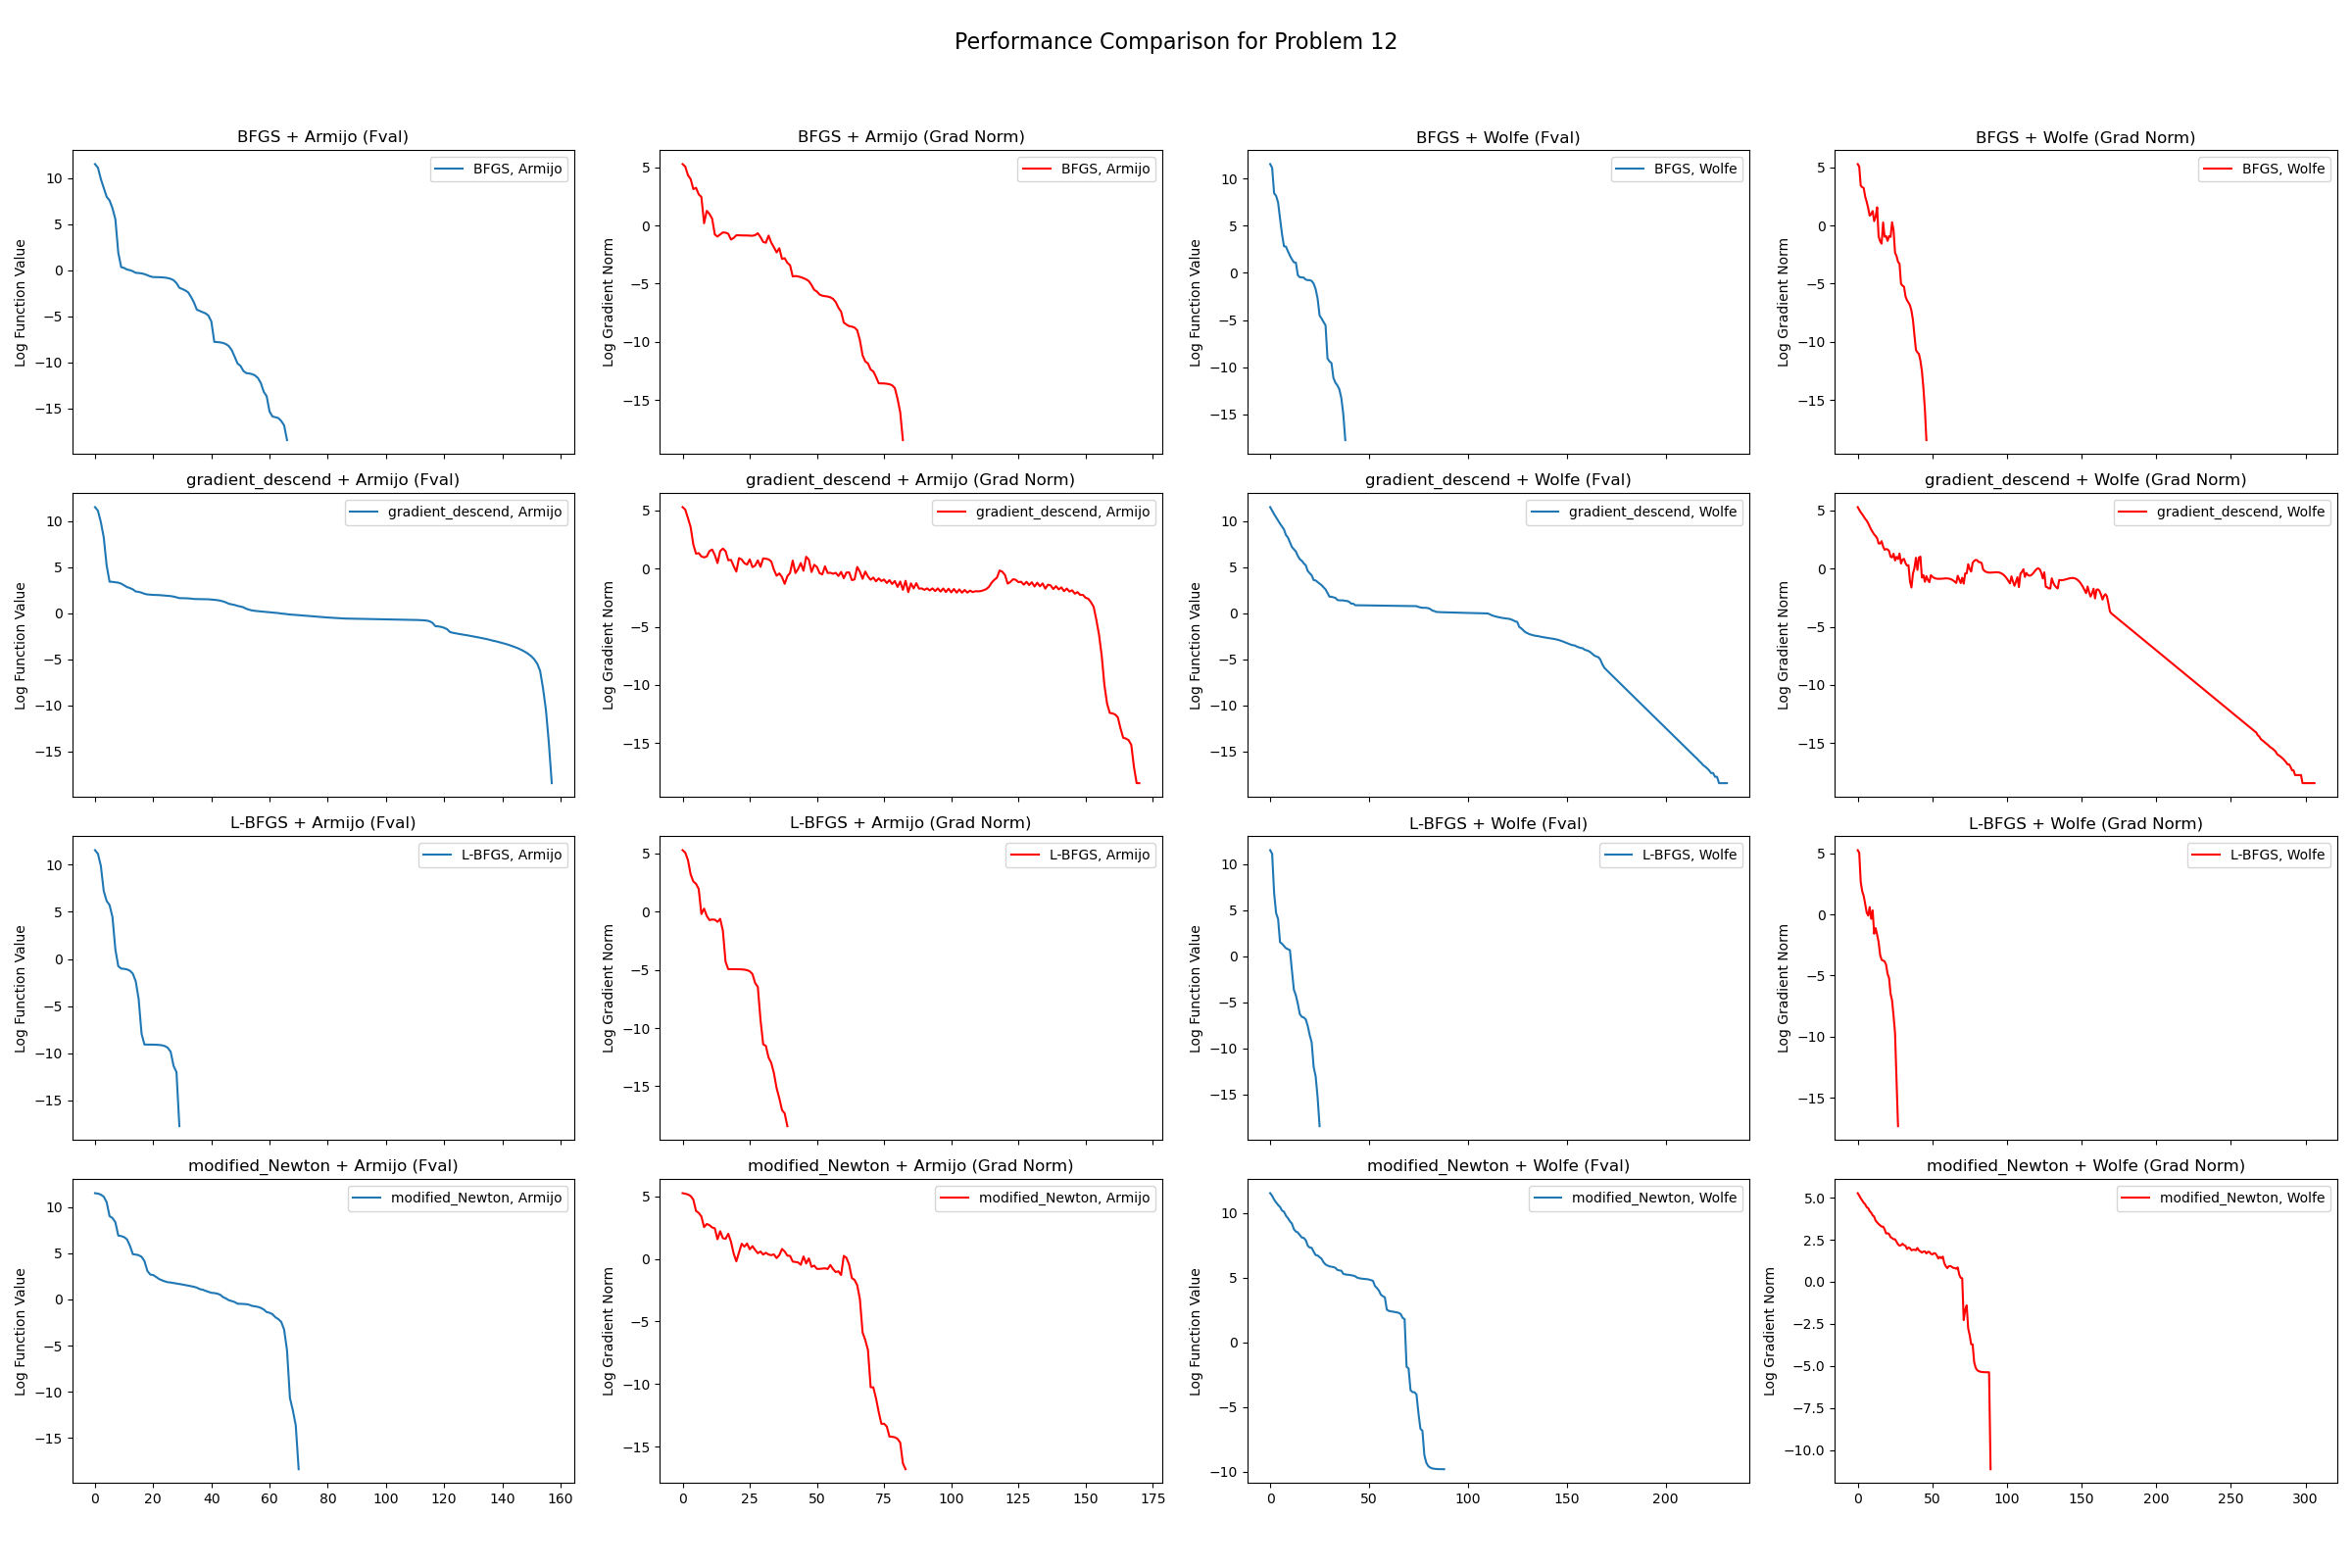 Performance Comparison for Problem 12
BFGS + Armijo (Fval)
BFGS, Armijo
Log Function Value
10
5
0
−5
−10
−15
BFGS + Armijo (Grad Norm)
BFGS, Armijo
Log Gradient Norm
5
0
−5
−10
−15
BFGS + Wolfe (Fval)
BFGS, Wolfe
Log Function Value
10
5
0
−5
−10
−15
BFGS + Wolfe (Grad Norm)
BFGS, Wolfe
Log Gradient Norm
5
0
−5
−10
−15
gradient_descend + Armijo (Fval)
gradient_descend, Armijo
Log Function Value
10
5
0
−5
−10
−15
gradient_descend + Armijo (Grad Norm)
gradient_descend, Armijo
Log Gradient Norm
5
0
−5
−10
−15
gradient_descend + Wolfe (Fval)
gradient_descend, Wolfe
Log Function Value
10
5
0
−5
−10
−15
gradient_descend + Wolfe (Grad Norm)
gradient_descend, Wolfe
Log Gradient Norm
5
0
−5
−10
−15
L-BFGS + Armijo (Fval)
L-BFGS, Armijo
Log Function Value
10
5
0
−5
−10
−15
L-BFGS + Armijo (Grad Norm)
L-BFGS, Armijo
Log Gradient Norm
5
0
−5
−10
−15
L-BFGS + Wolfe (Fval)
L-BFGS, Wolfe
Log Function Value
10
5
0
−5
−10
−15
L-BFGS + Wolfe (Grad Norm)
L-BFGS, Wolfe
Log Gradient Norm
5
0
−5
−10
−15
modified_Newton + Armijo (Fval)
modified_Newton, Armijo
Log Function Value
10
5
0
−5
−10
−15
0 20 40 60 80 100 120 140 160
modified_Newton + Armijo (Grad Norm)
modified_Newton, Armijo
Log Gradient Norm
5
0
−5
−10
−15
0 25 50 75 100 125 150 175
modified_Newton + Wolfe (Fval)
modified_Newton, Wolfe
Log Function Value
10
5
0
−5
−10
0 50 100 150 200
modified_Newton + Wolfe (Grad Norm)
modified_Newton, Wolfe
Log Gradient Norm
5.0
2.5
0.0
−2.5
−5.0
−7.5
−10.0
0 50 100 150 200 250 300